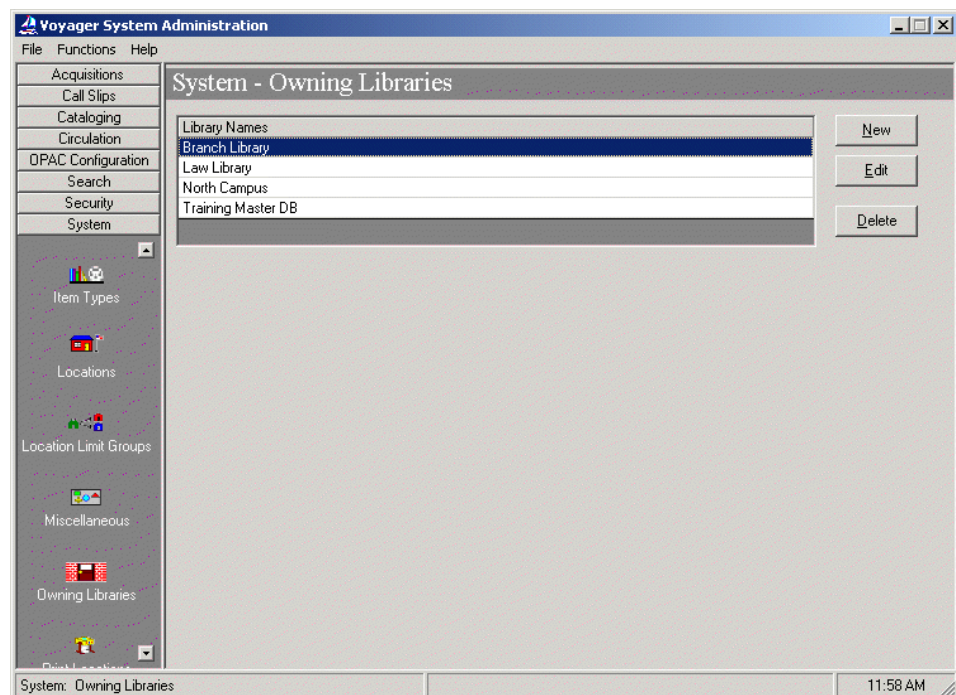 Voyager System Administration
File Functions Help
Acquisitions
Call Slips
Cataloging
Circulation
OPAC Configuration
Search
Security
System
Item Types
Locations
Location Limit Groups
Miscellaneous
Owning Libraries
Print Locations
System - Owning Libraries
Library Names
Branch Library
Law Library
North Campus
Training Master DB
New
Edit
Delete
System: Owning Libraries
11:58 AM